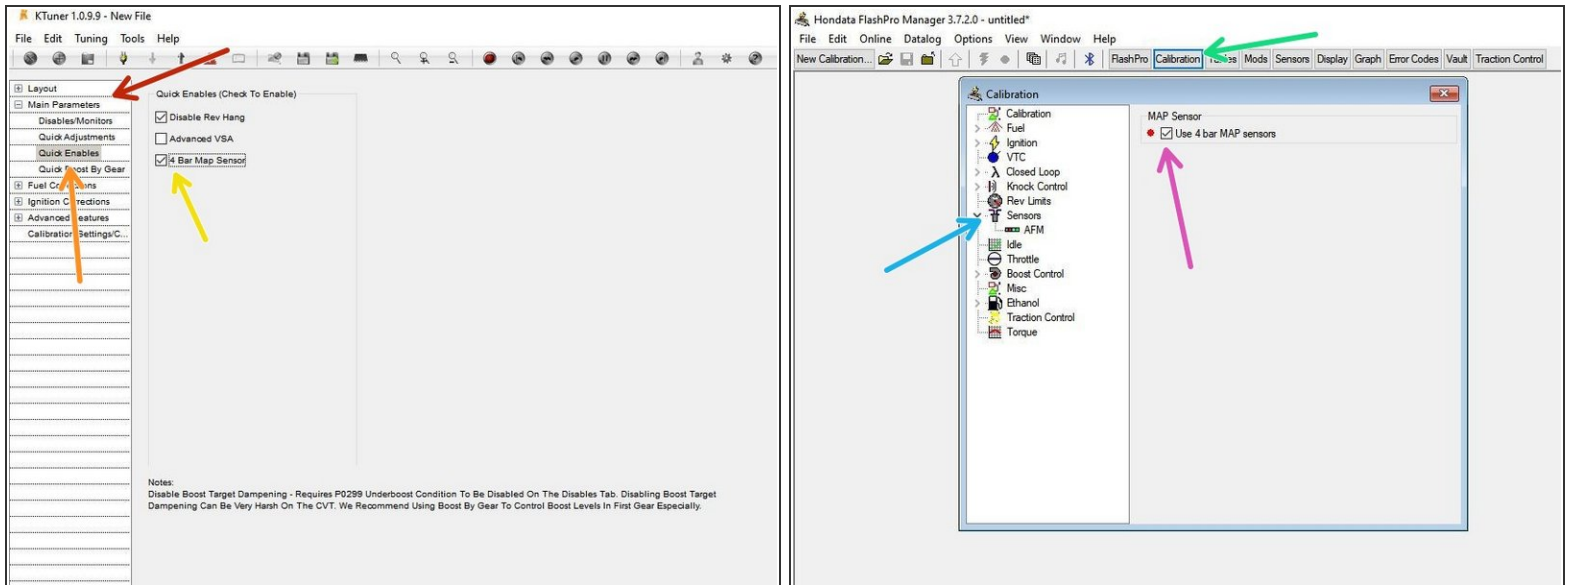 KTuner 1.0.9.9 - New File
File Edit Tuning Tools Help
Layout
Main Parameters
Disables/Monitors
Quick Adjustments
Quick Enables
Quick Boost By Gear
Fuel Corrections
Ignition Corrections
Advanced Features
Calibration Settings/C...
Quick Enables (Check To Enable)
Disable Rev Hang
Advanced VSA
4 Bar Map Sensor
Notes:
Disable Boost Target Dampening - Requires P0299 Underboost Condition To Be Disabled On The Disables Tab. Disabling Boost Target
Dampening Can Be Very Harsh On The CVT. We Recommend Using Boost By Gear To Control Boost Levels In First Gear Especially.
Hondata FlashPro Manager 3.7.2.0 - untitled*
File Edit Online Datalog Options View Window Help
New Calibration... FlashPro Calibration Tables Mods Sensors Display Graph Error Codes Vault Traction Control
Calibration
Calibration
Fuel
Ignition
VTC
Closed Loop
Knock Control
Rev Limits
Sensors
AFM
Idle
Throttle
Boost Control
Misc
Ethanol
Traction Control
Torque
MAP Sensor
Use 4 bar MAP sensors